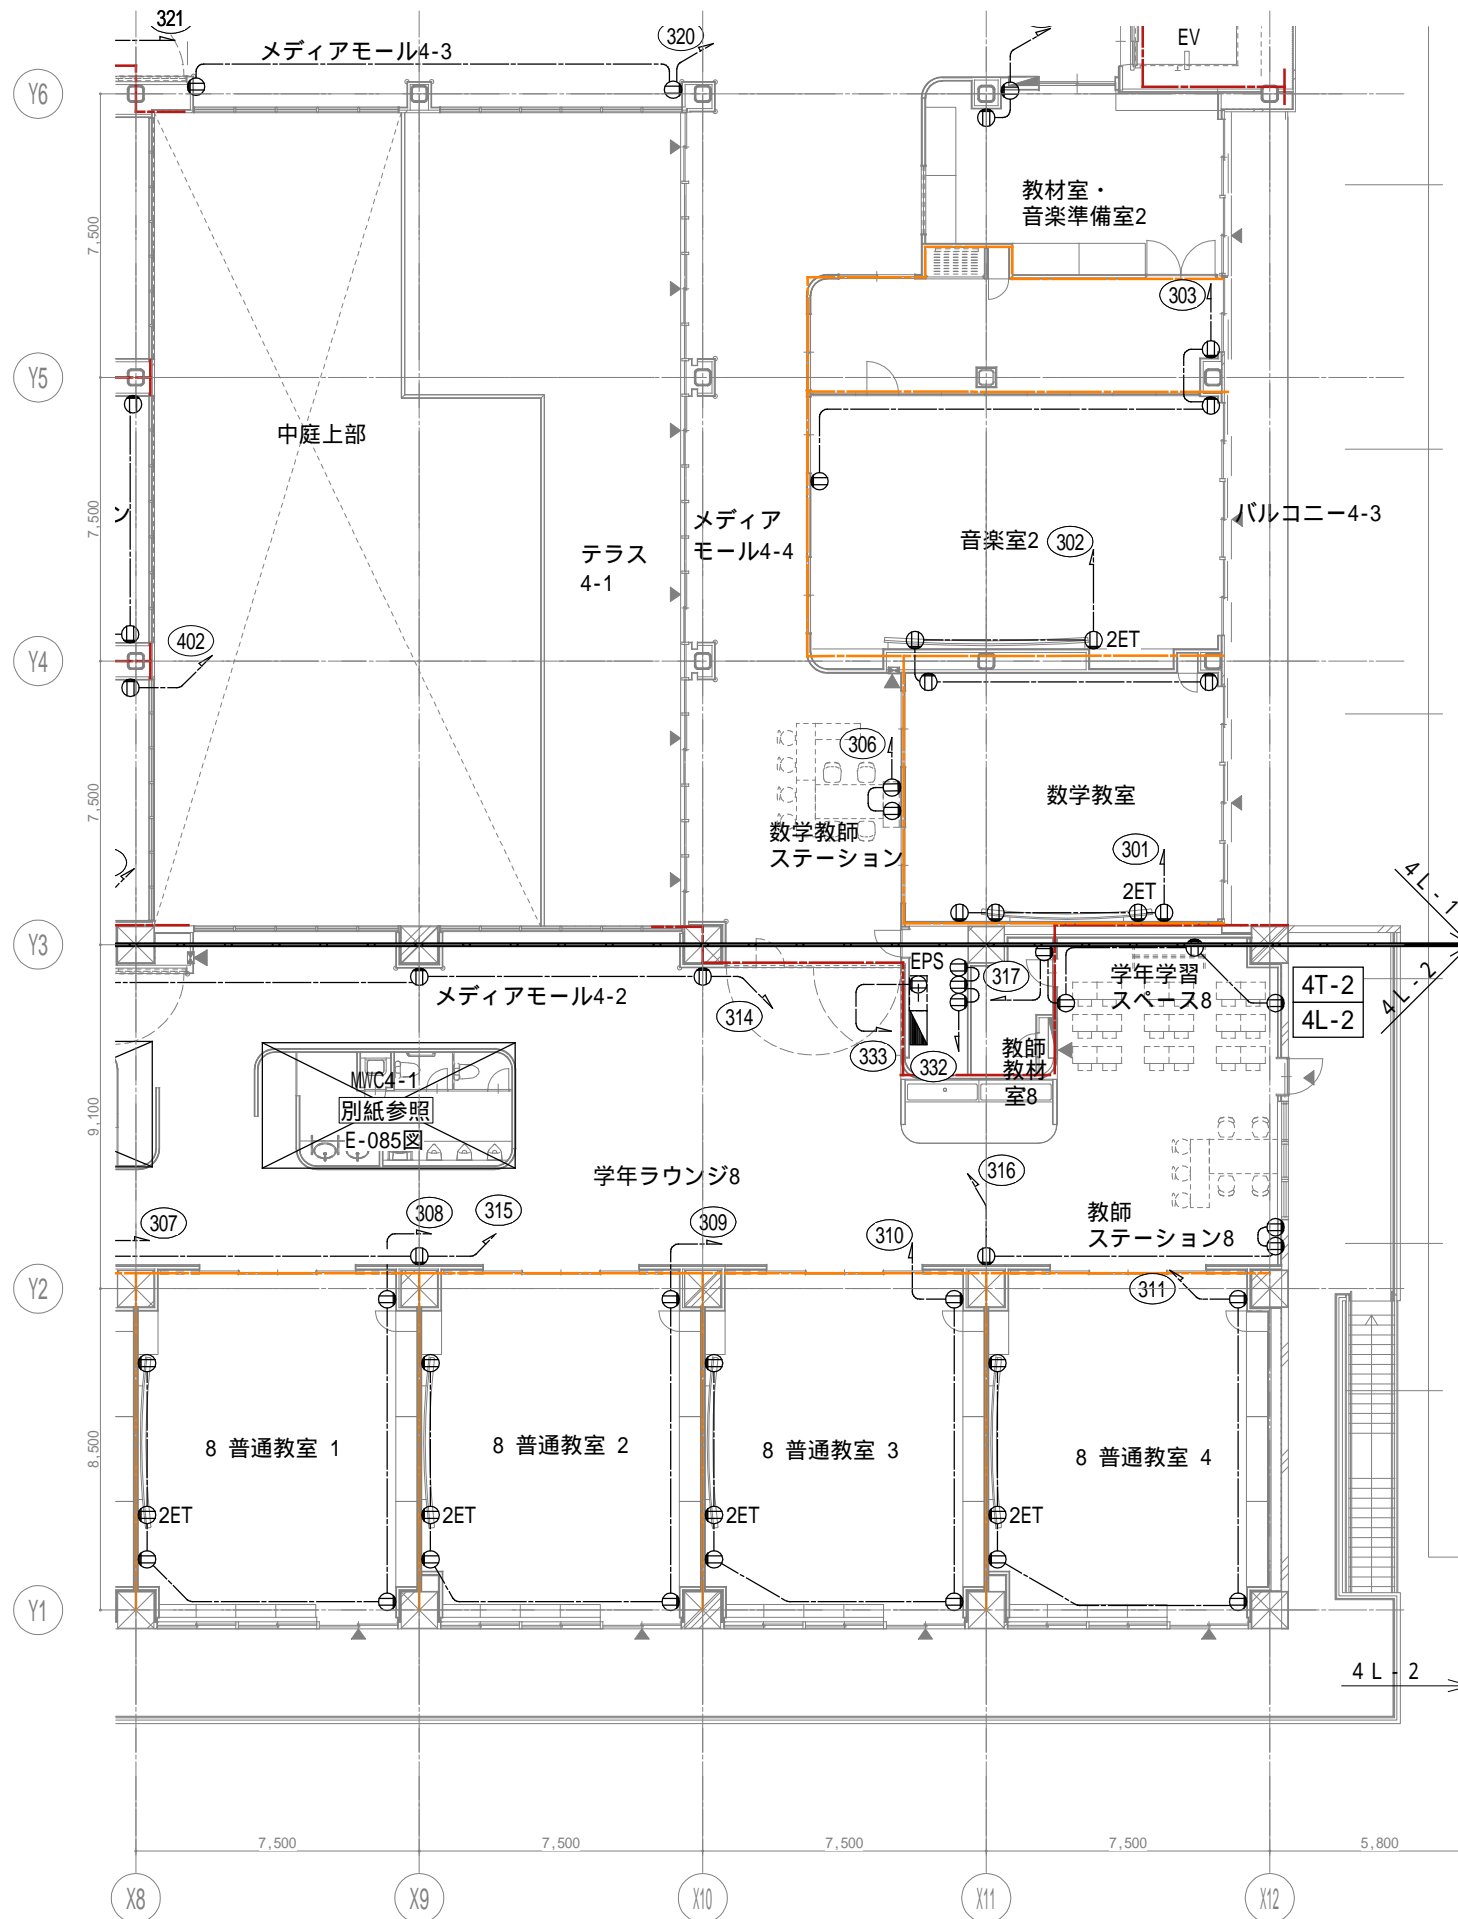 321
メディアモール4-3
320
EV
Y6
教材室・
音楽準備室2
7,500
303
Y5
中庭上部
7,500
ン
メディア
モール4-4
テラス
4-1
音楽室2
302
バルコニー4-3
2ET
402
Y4
306
数学教室
7,500
数学教師
ステーション
301
2ET
4L-1
Y3
4L-2
EPS
317
学年学習
スペース8
4T-2
4L-2
メディアモール4-2
314
333
332
教師
教材
室8
MWC4-1
別紙参照
E-085図
9,100
学年ラウンジ8
316
307
308
315
309
310
教師
ステーション8
311
Y2
8 普通教室 1
8 普通教室 2
8 普通教室 3
8 普通教室 4
8,500
2ET
2ET
2ET
2ET
Y1
4L-2
7,500
7,500
7,500
7,500
5,800
X8
X9
X10
X11
X12